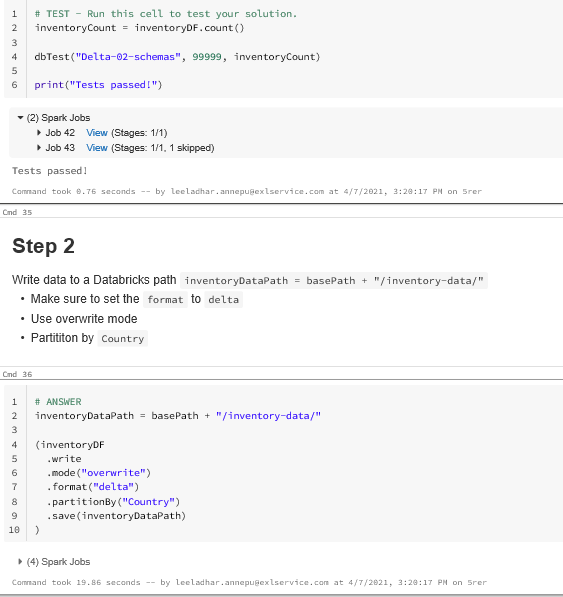 1 # TEST - Run this cell to test your solution.
2 inventoryCount = inventoryDF.count()
3
4 dbTest("Delta-02-schemas", 99999, inventoryCount)
5
6 print("Tests passed!")
(2) Spark Jobs
Job 42 View (Stages: 1/1)
Job 43 View (Stages: 1/1, 1 skipped)
Tests passed!
Command took 0.76 seconds -- by leeladhar.annepu@exlservice.com at 4/7/2021, 3:20:17 PM on 5rer
Cmd 35
Step 2
Write data to a Databricks path inventoryDataPath = basePath + "/inventory-data/"
• Make sure to set the format to delta
• Use overwrite mode
• Partititon by Country
Cmd 36
1 # ANSWER
2 inventoryDataPath = basePath + "/inventory-data/"
3
4 (inventoryDF
5 .write
6 .mode("overwrite")
7 .format("delta")
8 .partitionBy("Country")
9 .save(inventoryDataPath)
10 )
(4) Spark Jobs
Command took 19.86 seconds -- by leeladhar.annepu@exlservice.com at 4/7/2021, 3:20:17 PM on 5rer